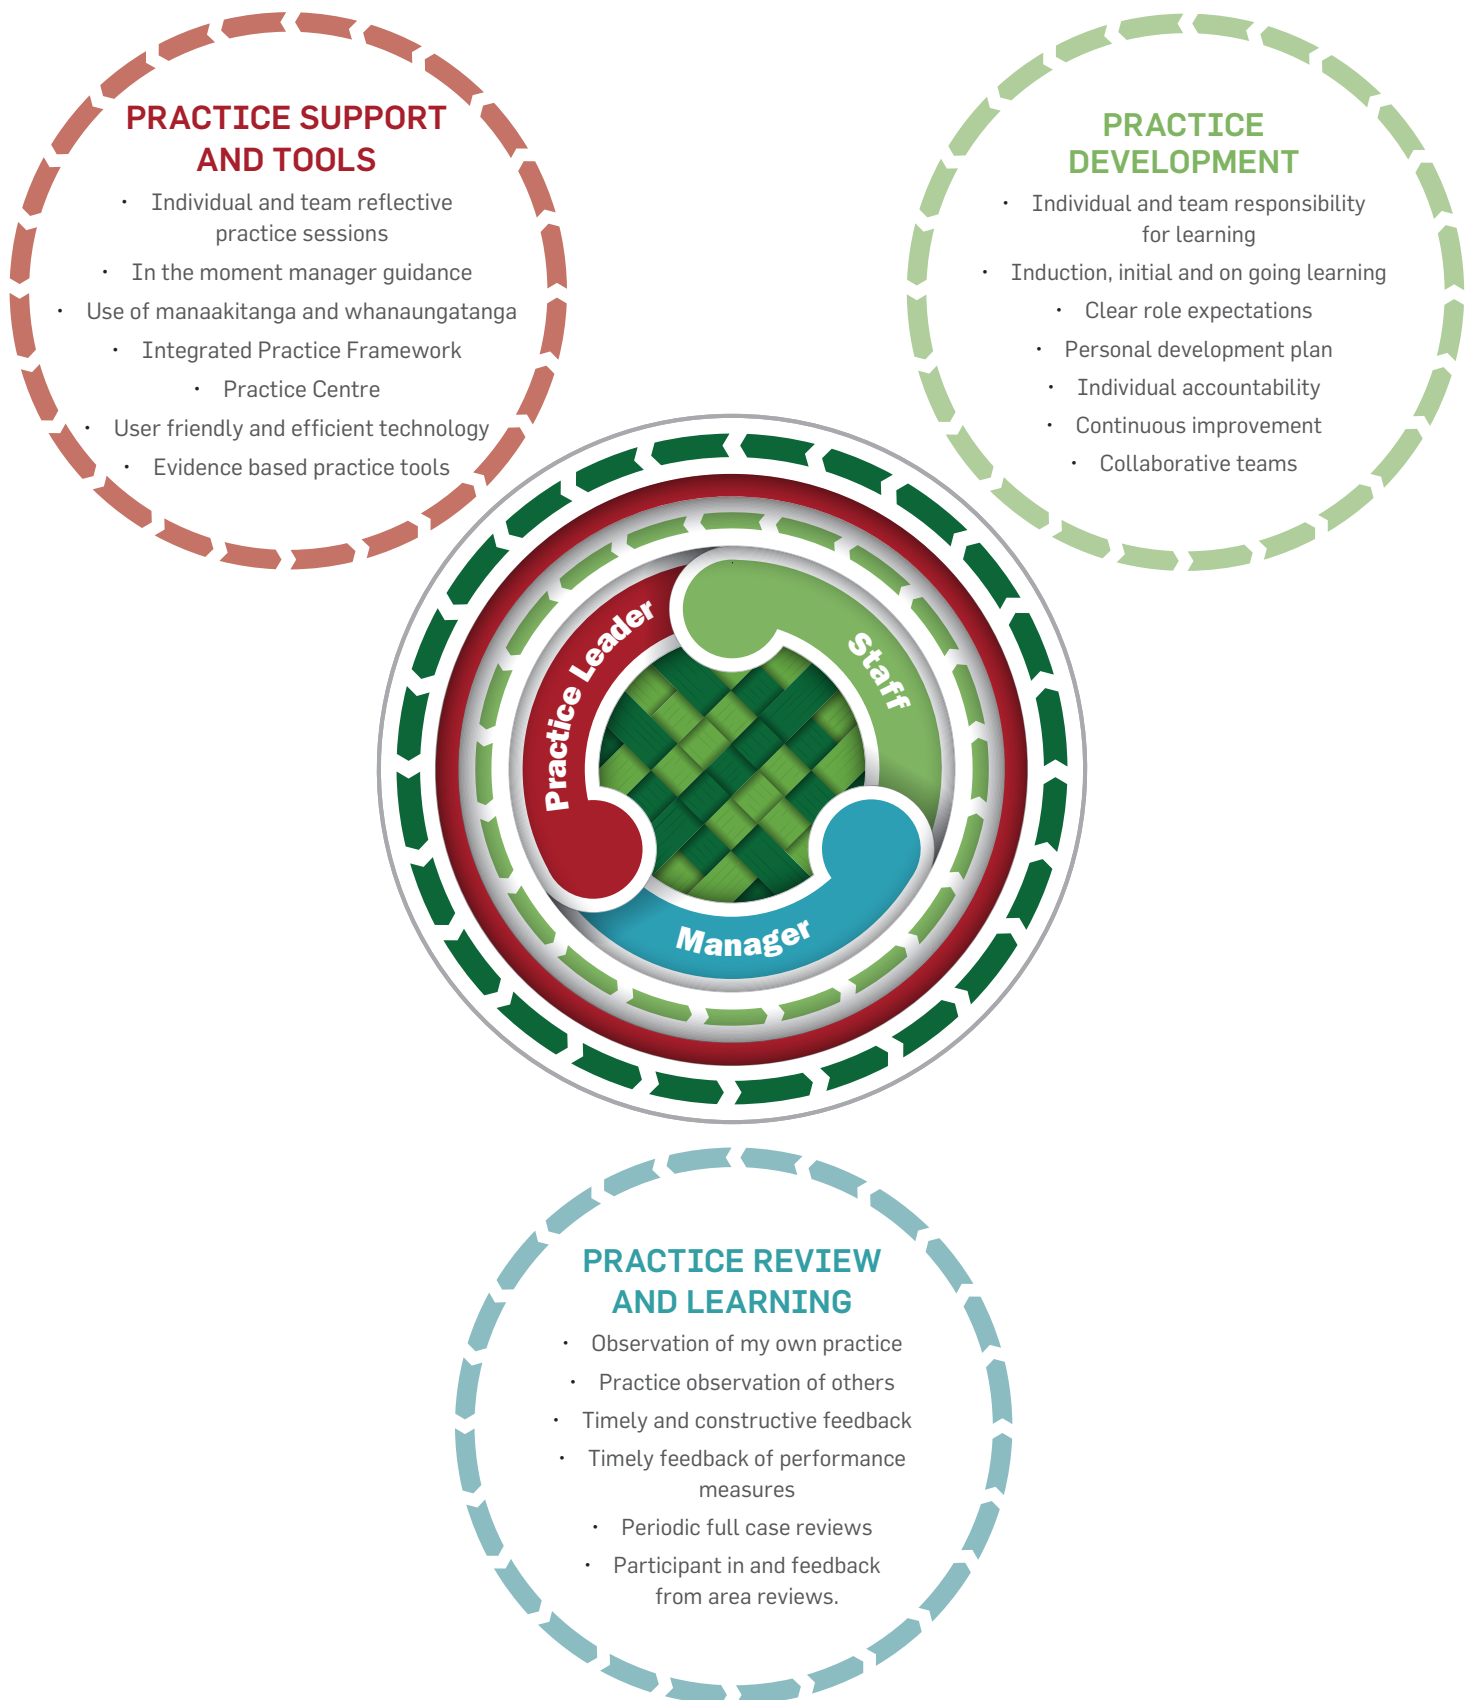 PRACTICE SUPPORT
AND TOOLS
• Individual and team reflective
practice sessions
• In the moment manager guidance
• Use of manaakitanga and whanaungatanga
• Integrated Practice Framework
• Practice Centre
• User friendly and efficient technology
• Evidence based practice tools
PRACTICE
DEVELOPMENT
• Individual and team responsibility
for learning
• Induction, initial and on going learning
• Clear role expectations
• Personal development plan
• Individual accountability
• Continuous improvement
• Collaborative teams
Practice Leader
Staff
Manager
PRACTICE REVIEW
AND LEARNING
• Observation of my own practice
• Practice observation of others
• Timely and constructive feedback
• Timely feedback of performance
measures
• Periodic full case reviews
• Participant in and feedback
from area reviews.